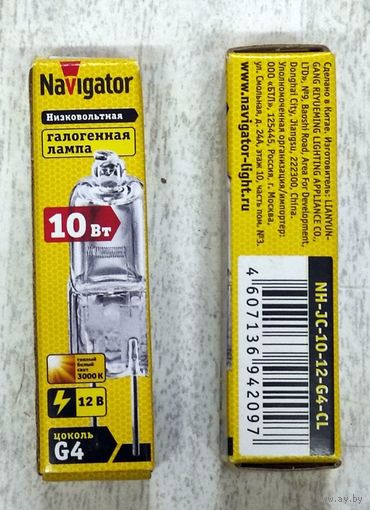 Navigator
Низковольтная
галогенная
лампа
10 Вт
теплый
белый
свет
3000 K
12 В
цоколь
G4
Сделано в Китае. Изготовитель: LIANYUN-
GANG RIYUEMING LIGHTING APPLIANCE CO.,
LTD», №9, Baoshi Road, Area For Development,
Donghai City, Jiangsu, 222300, China.
Уполномоченная организация/импортер:
ООО «БТЛ», 125445, Россия, г. Москва,
ул. Смольная, д. 24А, этаж 10, часть пом. №3.
www.navigator-light.ru
NH-JC-10-12-G4-CL
4 607136 942097
ay.by